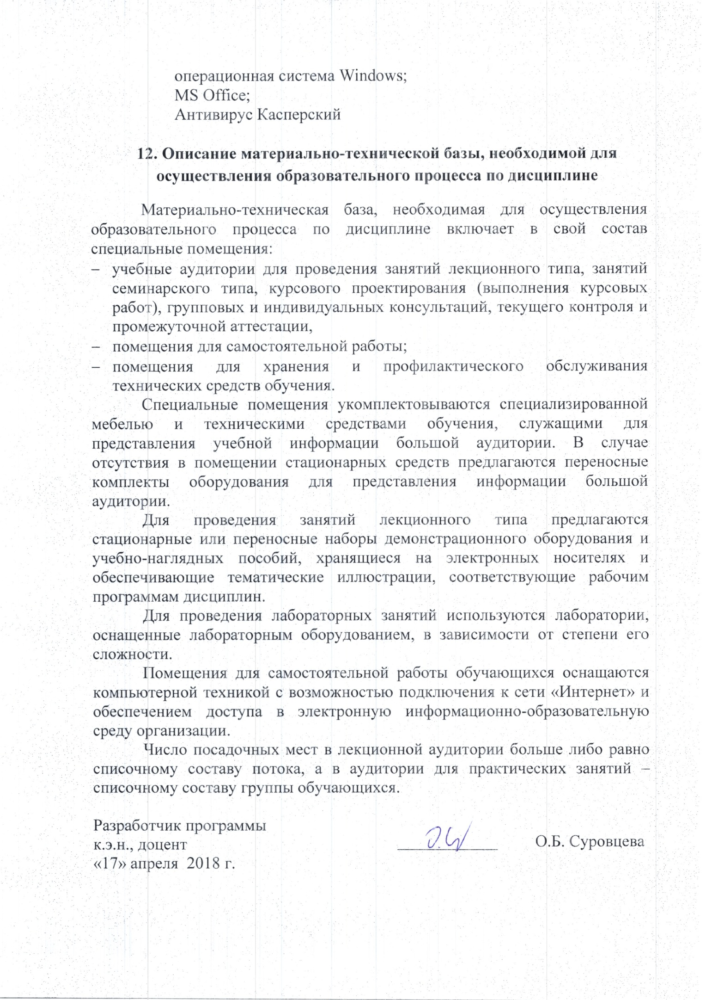 операционная система Windows;
MS Office;
Антивирус Касперский
12. Описание материально-технической базы, необходимой для
осуществления образовательного процесса по дисциплине
Материально-техническая база, необходимая для осуществления
образовательного процесса по дисциплине включает в свой состав
специальные помещения:
– учебные аудитории для проведения занятий лекционного типа, занятий
семинарского типа, курсового проектирования (выполнения курсовых
работ), групповых и индивидуальных консультаций, текущего контроля и
промежуточной аттестации,
– помещения для самостоятельной работы;
– помещения для хранения и профилактического обслуживания
технических средств обучения.
Специальные помещения укомплектовываются специализированной
мебелью и техническими средствами обучения, служащими для
представления учебной информации большой аудитории. В случае
отсутствия в помещении стационарных средств предлагаются переносные
комплекты оборудования для представления информации большой
аудитории.
Для проведения занятий лекционного типа предлагаются
стационарные или переносные наборы демонстрационного оборудования и
учебно-наглядных пособий, хранящиеся на электронных носителях и
обеспечивающие тематические иллюстрации, соответствующие рабочим
программам дисциплин.
Для проведения лабораторных занятий используются лаборатории,
оснащенные лабораторным оборудованием, в зависимости от степени его
сложности.
Помещения для самостоятельной работы обучающихся оснащаются
компьютерной техникой с возможностью подключения к сети «Интернет» и
обеспечением доступа в электронную информационно-образовательную
среду организации.
Число посадочных мест в лекционной аудитории больше либо равно
списочному составу потока, а в аудитории для практических занятий –
списочному составу группы обучающихся.
Разработчик программы
к.э.н., доцент
О.Б. Суровцева
«17» апреля 2018 г.